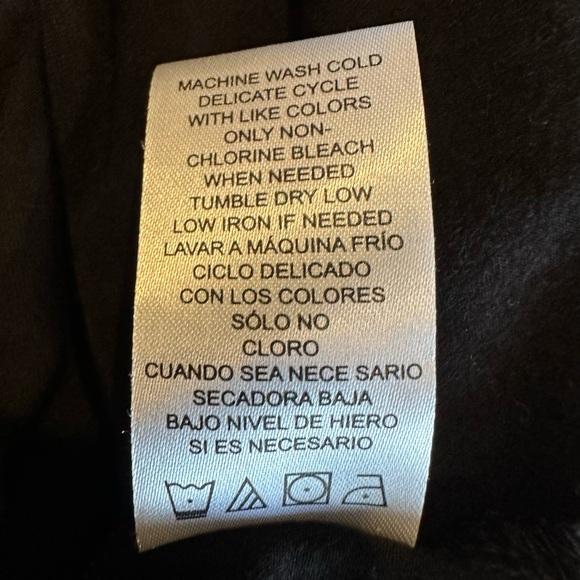 MACHINE WASH COLD
DELICATE CYCLE
WITH LIKE COLORS
ONLY NON-
CHLORINE BLEACH
WHEN NEEDED
TUMBLE DRY LOW
LOW IRON IF NEEDED
LAVAR A MÁQUINA FRÍO
CICLO DELICADO
CON LOS COLORES
SÓLO NO
CLORO
CUANDO SEA NECE SARIO
SECADORA BAJA
BAJO NIVEL DE HIERO
SI ES NECESARIO